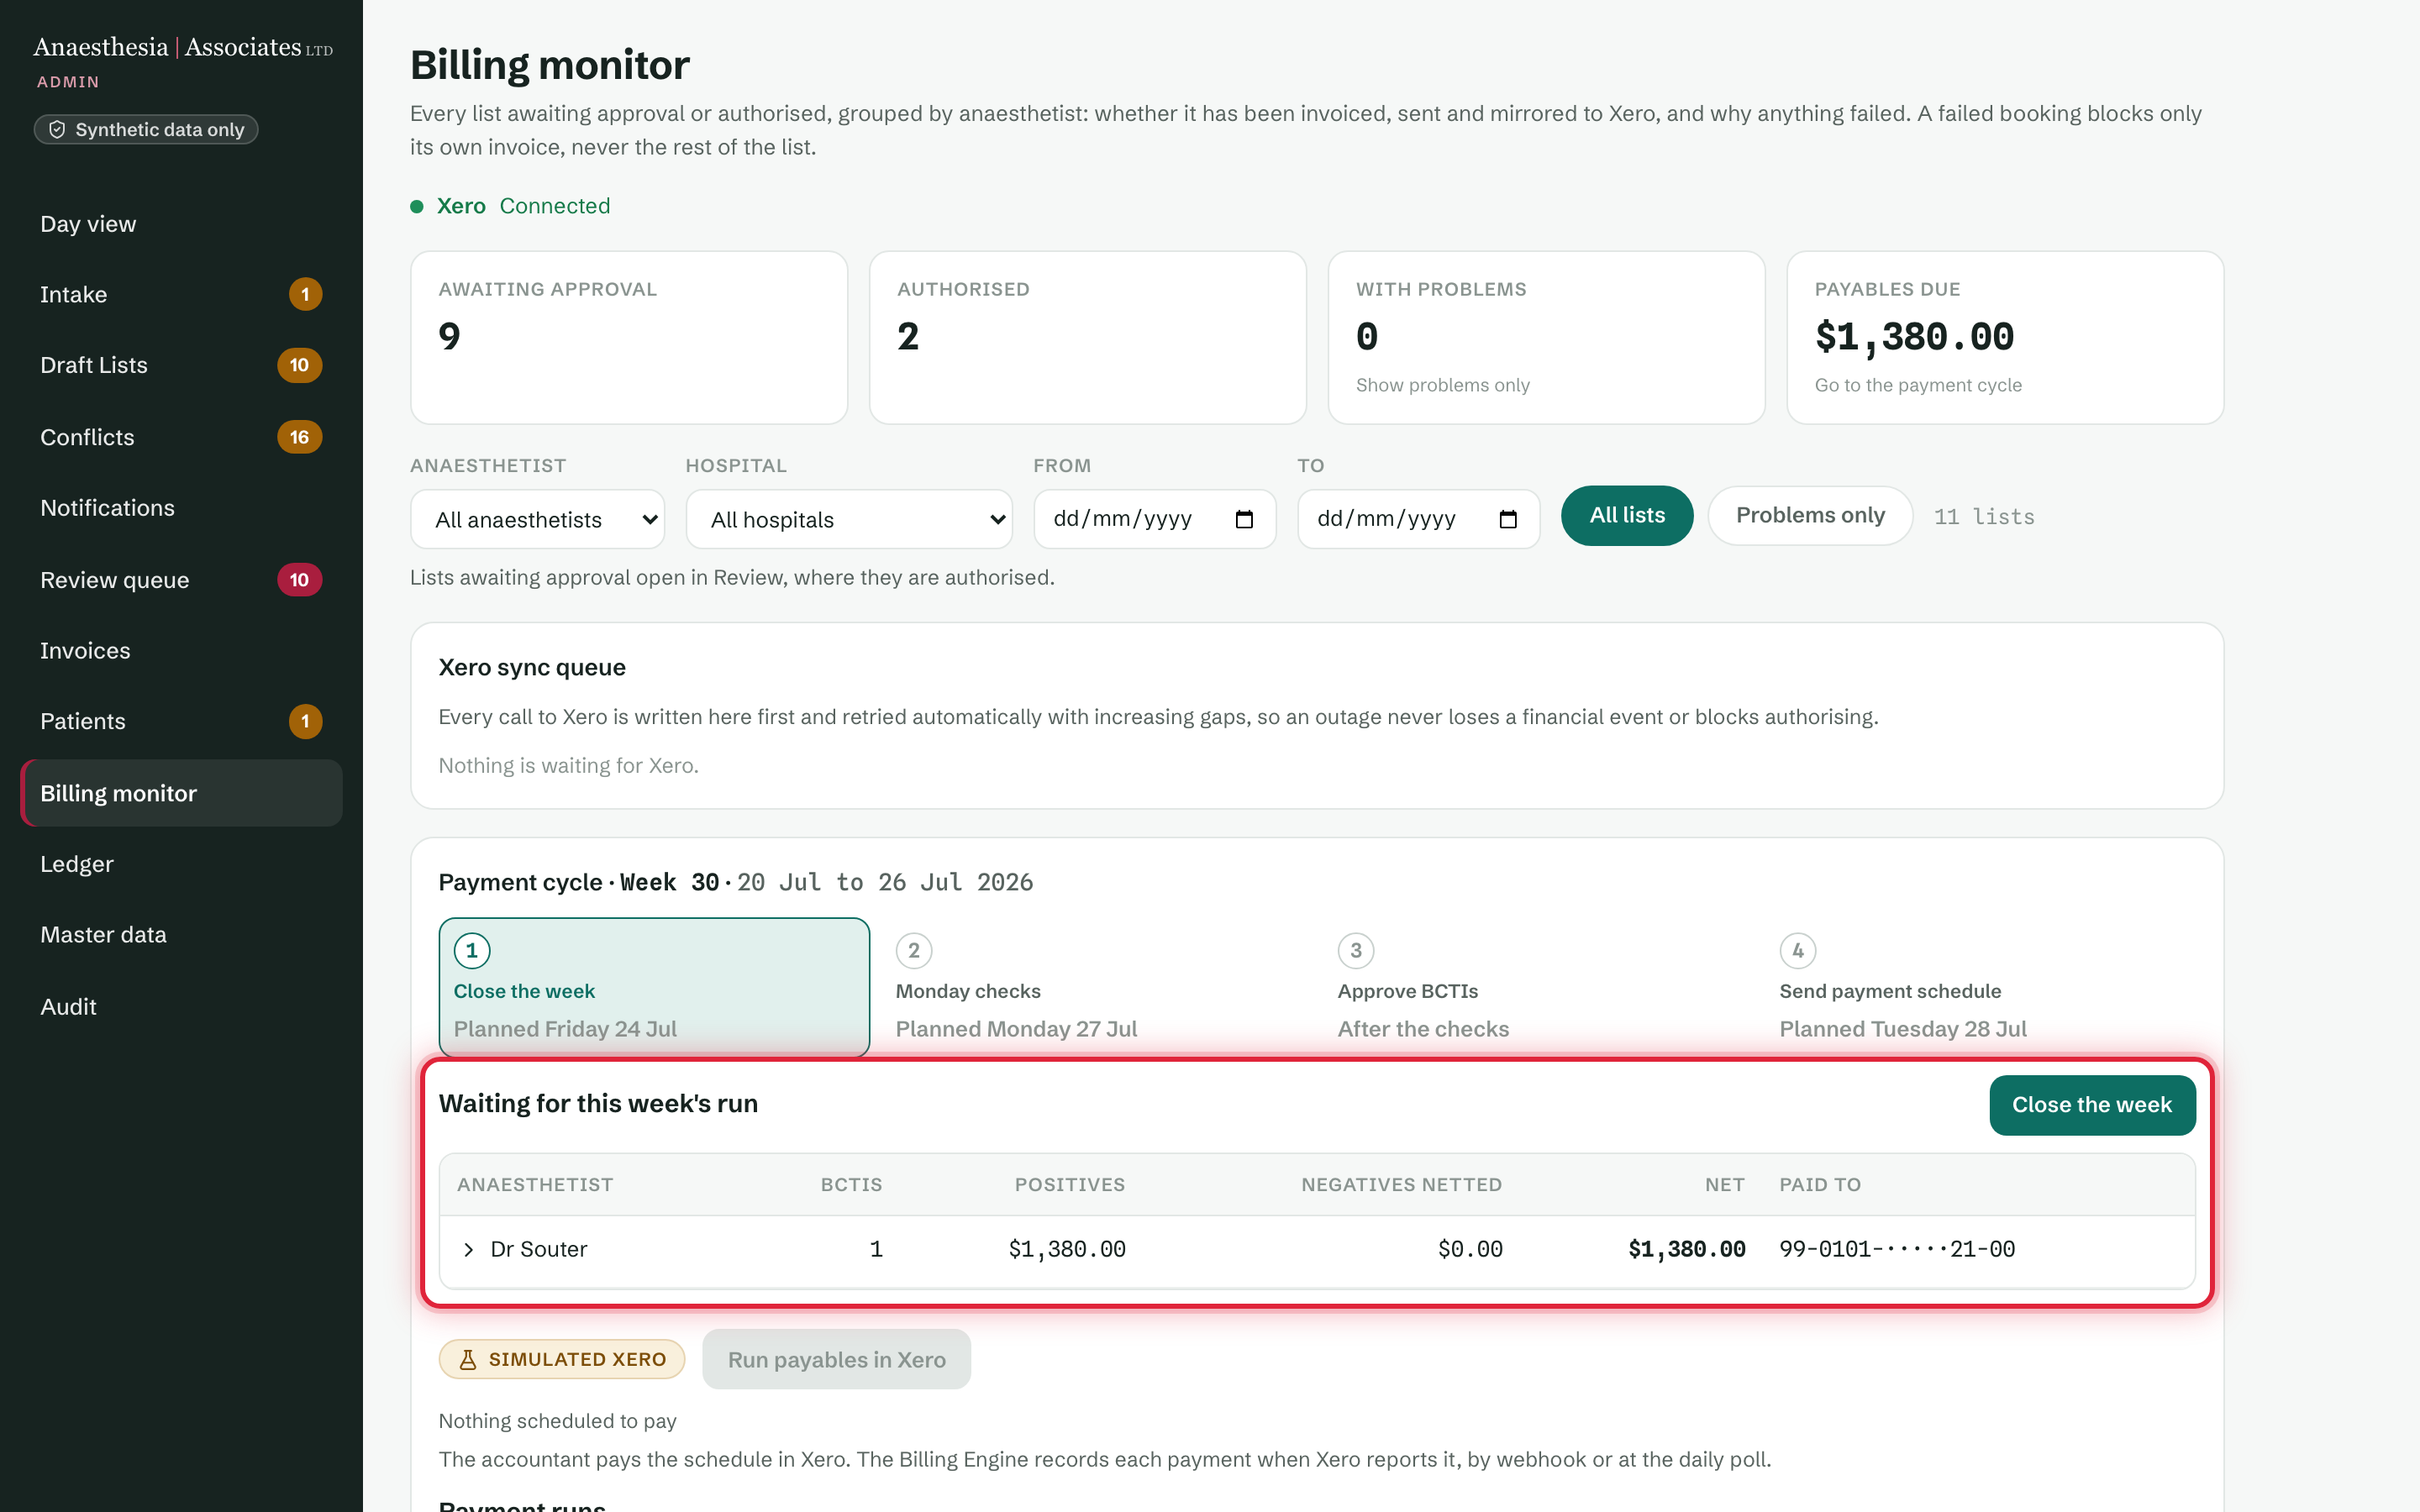 Anaesthesia | Associates LTD
ADMIN
Synthetic data only
Day view
Intake 1
Draft Lists 10
Conflicts 16
Notifications
Review queue 10
Invoices
Patients 1
Billing monitor
Ledger
Master data
Audit
Billing monitor
Every list awaiting approval or authorised, grouped by anaesthetist: whether it has been invoiced, sent and mirrored to Xero, and why anything failed. A failed booking blocks only
its own invoice, never the rest of the list.
Xero Connected
AWAITING APPROVAL
9
AUTHORISED
2
WITH PROBLEMS
0
Show problems only
PAYABLES DUE
$1,380.00
Go to the payment cycle
ANAESTHETIST HOSPITAL FROM TO
All anaesthetists All hospitals dd/mm/yyyy dd/mm/yyyy All lists Problems only 11 lists
Lists awaiting approval open in Review, where they are authorised.
Xero sync queue
Every call to Xero is written here first and retried automatically with increasing gaps, so an outage never loses a financial event or blocks authorising.
Nothing is waiting for Xero.
Payment cycle · Week 30 · 20 Jul to 26 Jul 2026
1
Close the week
Planned Friday 24 Jul
2
Monday checks
Planned Monday 27 Jul
3
Approve BCTIs
After the checks
4
Send payment schedule
Planned Tuesday 28 Jul
Waiting for this week's run Close the week
ANAESTHETIST BCTIS POSITIVES NEGATIVES NETTED NET PAID TO
Dr Souter 1 $1,380.00 $0.00 $1,380.00 99-0101-·····21-00
SIMULATED XERO Run payables in Xero
Nothing scheduled to pay
The accountant pays the schedule in Xero. The Billing Engine records each payment when Xero reports it, by webhook or at the daily poll.
Payment runs